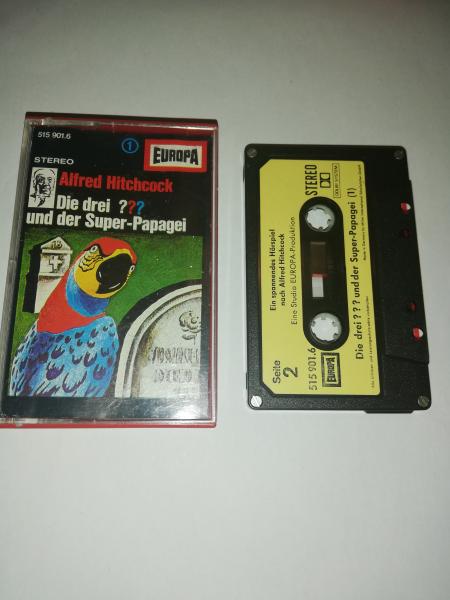 515 901.6
1
EUROPA
STEREO
Alfred Hitchcock
Die drei ???
und der Super-Papagei
Ein spannendes Hörspiel
nach Alfred Hitchcock
Eine Studio EUROPA-Produktion
STEREO
Seite
2
515 901.6
EUROPA
Die drei ? ? ? und der Super-Papagei (1)